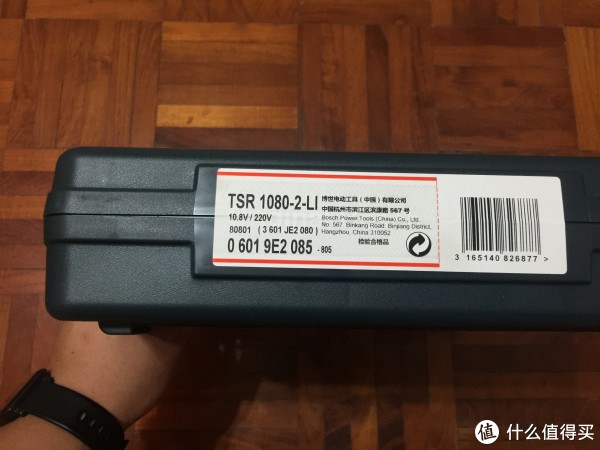 TSR 1080-2-LI
10.8V / 220V
80801 ( 3 601 JE2 080 )
0 601 9E2 085 - 805
博世电动工具（中国）有限公司
中国杭州市滨江区滨康路 567 号
Bosch Power Tools (China) Co., Ltd.
No. 567. Binkang Road. Binjiang District.
Hangzhou, China 310052
检验合格品
3 165140 826877 >
值 什么值得买